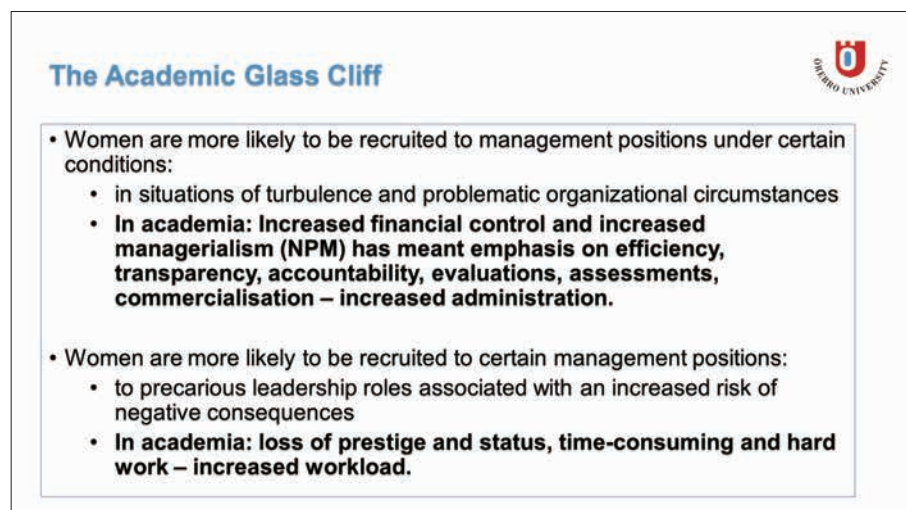 The Academic Glass Cliff
ÖREBRO UNIVERSITY
• Women are more likely to be recruited to management positions under certain
conditions:
• in situations of turbulence and problematic organizational circumstances
• In academia: Increased financial control and increased
managerialism (NPM) has meant emphasis on efficiency,
transparency, accountability, evaluations, assessments,
commercialisation – increased administration.
• Women are more likely to be recruited to certain management positions:
• to precarious leadership roles associated with an increased risk of
negative consequences
• In academia: loss of prestige and status, time-consuming and hard
work – increased workload.